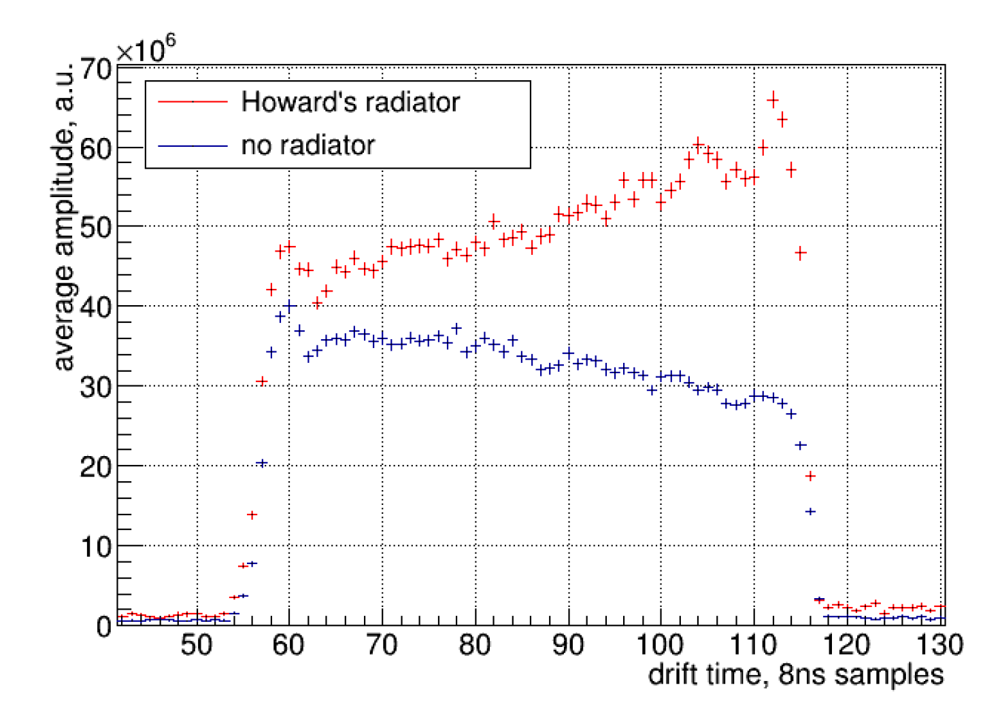 ×10^6
70
60
50
40
30
20
10
0
average amplitude, a.u.
Howard's radiator
no radiator
50 60 70 80 90 100 110 120 130
drift time, 8ns samples